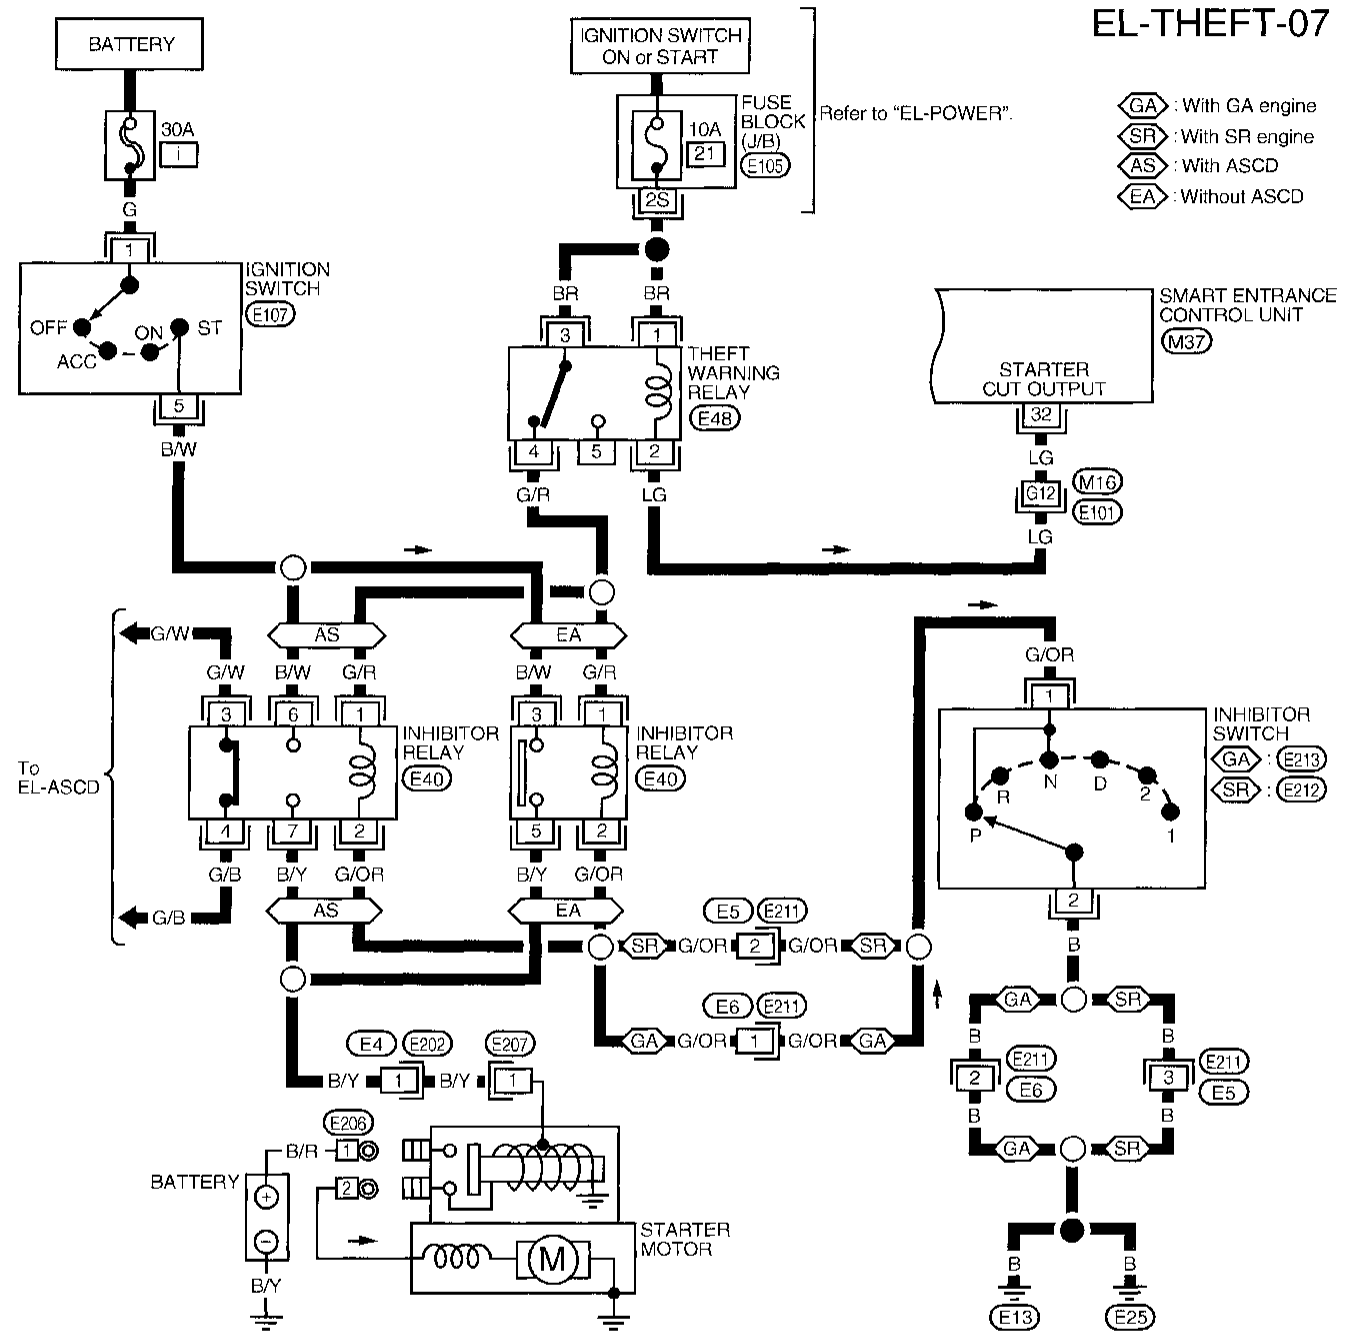 EL-THEFT-07
BATTERY
IGNITION SWITCH
ON or START
30A
i
FUSE
BLOCK
(J/B)
E105
10A
21
2S
Refer to "EL-POWER".
GA : With GA engine
SR : With SR engine
AS : With ASCD
EA : Without ASCD
G
1
IGNITION
SWITCH
E107
OFF
ACC
ON
ST
5
B/W
BR
BR
3
1
THEFT
WARNING
RELAY
E48
4
5
2
G/R
LG
SMART ENTRANCE
CONTROL UNIT
M37
STARTER
CUT OUTPUT
32
LG
G12
M16
E101
LG
G/W
AS
EA
G/W
B/W
G/R
B/W
G/R
3
6
1
3
1
INHIBITOR
RELAY
E40
INHIBITOR
RELAY
E40
To
EL-ASCD
4
7
2
5
2
G/B
B/Y
G/OR
B/Y
G/OR
G/B
AS
EA
G/OR
1
INHIBITOR
SWITCH
GA : E213
SR : E212
P
R
N
D
2
1
2
B
E5
E211
SR
G/OR
2
G/OR
SR
E6
E211
GA
G/OR
1
G/OR
GA
GA
SR
B
B
2
E211
E6
3
E211
E5
B
B
GA
SR
E4
E202
E207
B/Y
1
B/Y
1
E206
B/R
1
2
BATTERY
+
−
B/Y
M
STARTER
MOTOR
B
B
E13
E25